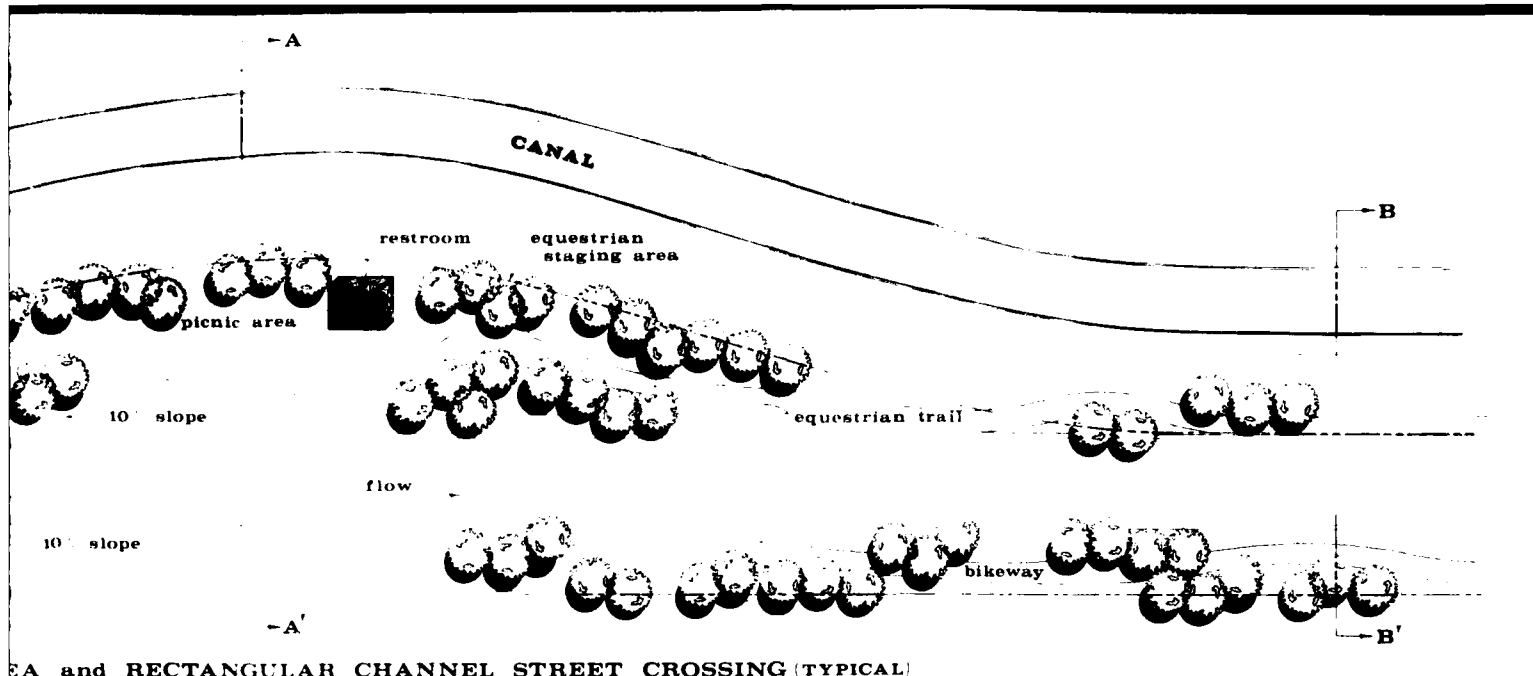 A
CANAL
B
restroom
equestrian
staging area
picnic area
10 slope
equestrian trail
flow
10 slope
bikeway
A'
B'
EA and RECTANGULAR CHANNEL STREET CROSSING (TYPICAL)